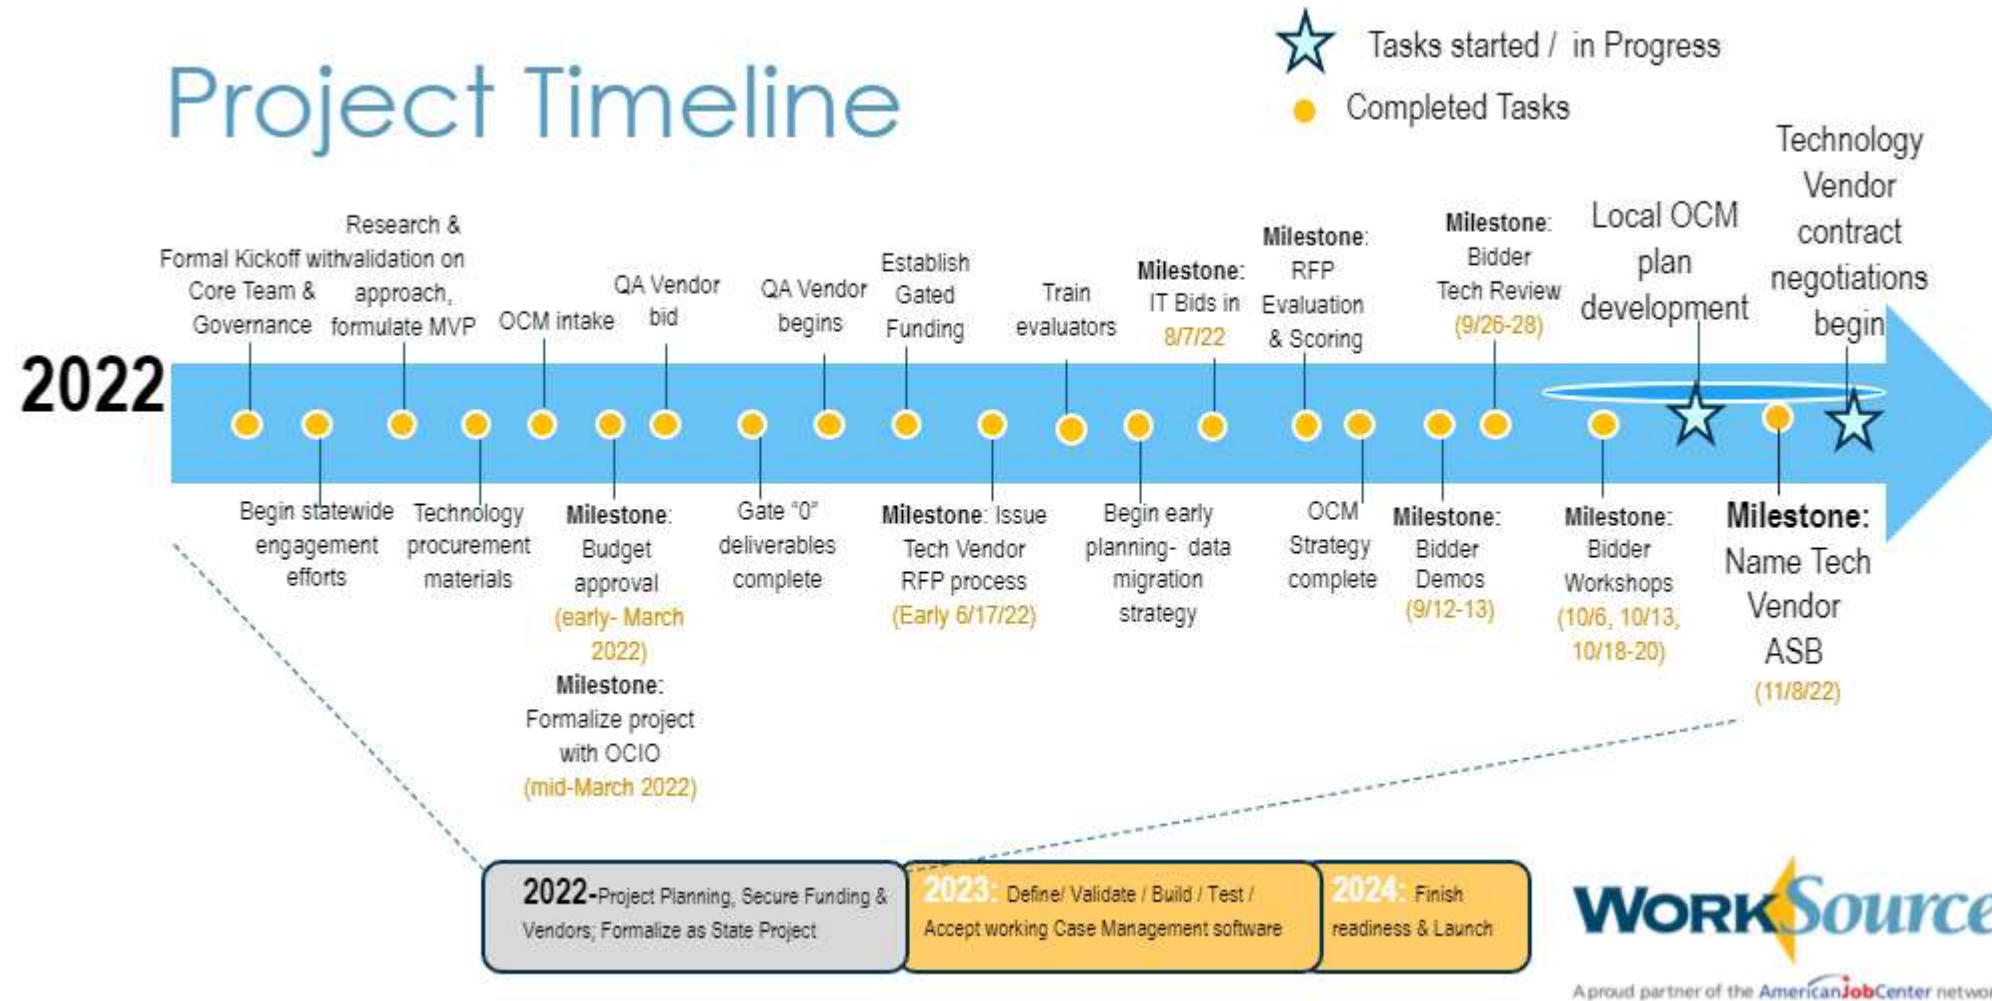 Project Timeline
Tasks started / in Progress
Completed Tasks
2022
Formal Kickoff with
Core Team &
Governance
Research &
validation on
approach,
formulate MVP
OCM intake
QA Vendor
bid
QA Vendor
begins
Establish
Gated
Funding
Train
evaluators
Milestone:
IT Bids in
8/7/22
Milestone:
RFP
Evaluation
& Scoring
Milestone:
Bidder
Tech Review
(9/26-28)
Local OCM
plan
development
Technology
Vendor
contract
negotiations
begin
Begin statewide
engagement
efforts
Technology
procurement
materials
Milestone:
Budget
approval
(early- March
2022)
Milestone:
Formalize project
with OCIO
(mid-March 2022)
Gate "0"
deliverables
complete
Milestone: Issue
Tech Vendor
RFP process
(Early 6/17/22)
Begin early
planning- data
migration
strategy
OCM
Strategy
complete
Milestone:
Bidder
Demos
(9/12-13)
Milestone:
Bidder
Workshops
(10/6, 10/13,
10/18-20)
Milestone:
Name Tech
Vendor
ASB
(11/8/22)
2022-Project Planning, Secure Funding &
Vendors; Formalize as State Project
2023: Define/ Validate / Build / Test /
Accept working Case Management software
2024: Finish
readiness & Launch
WorkSource
A proud partner of the AmericanJobCenter networ